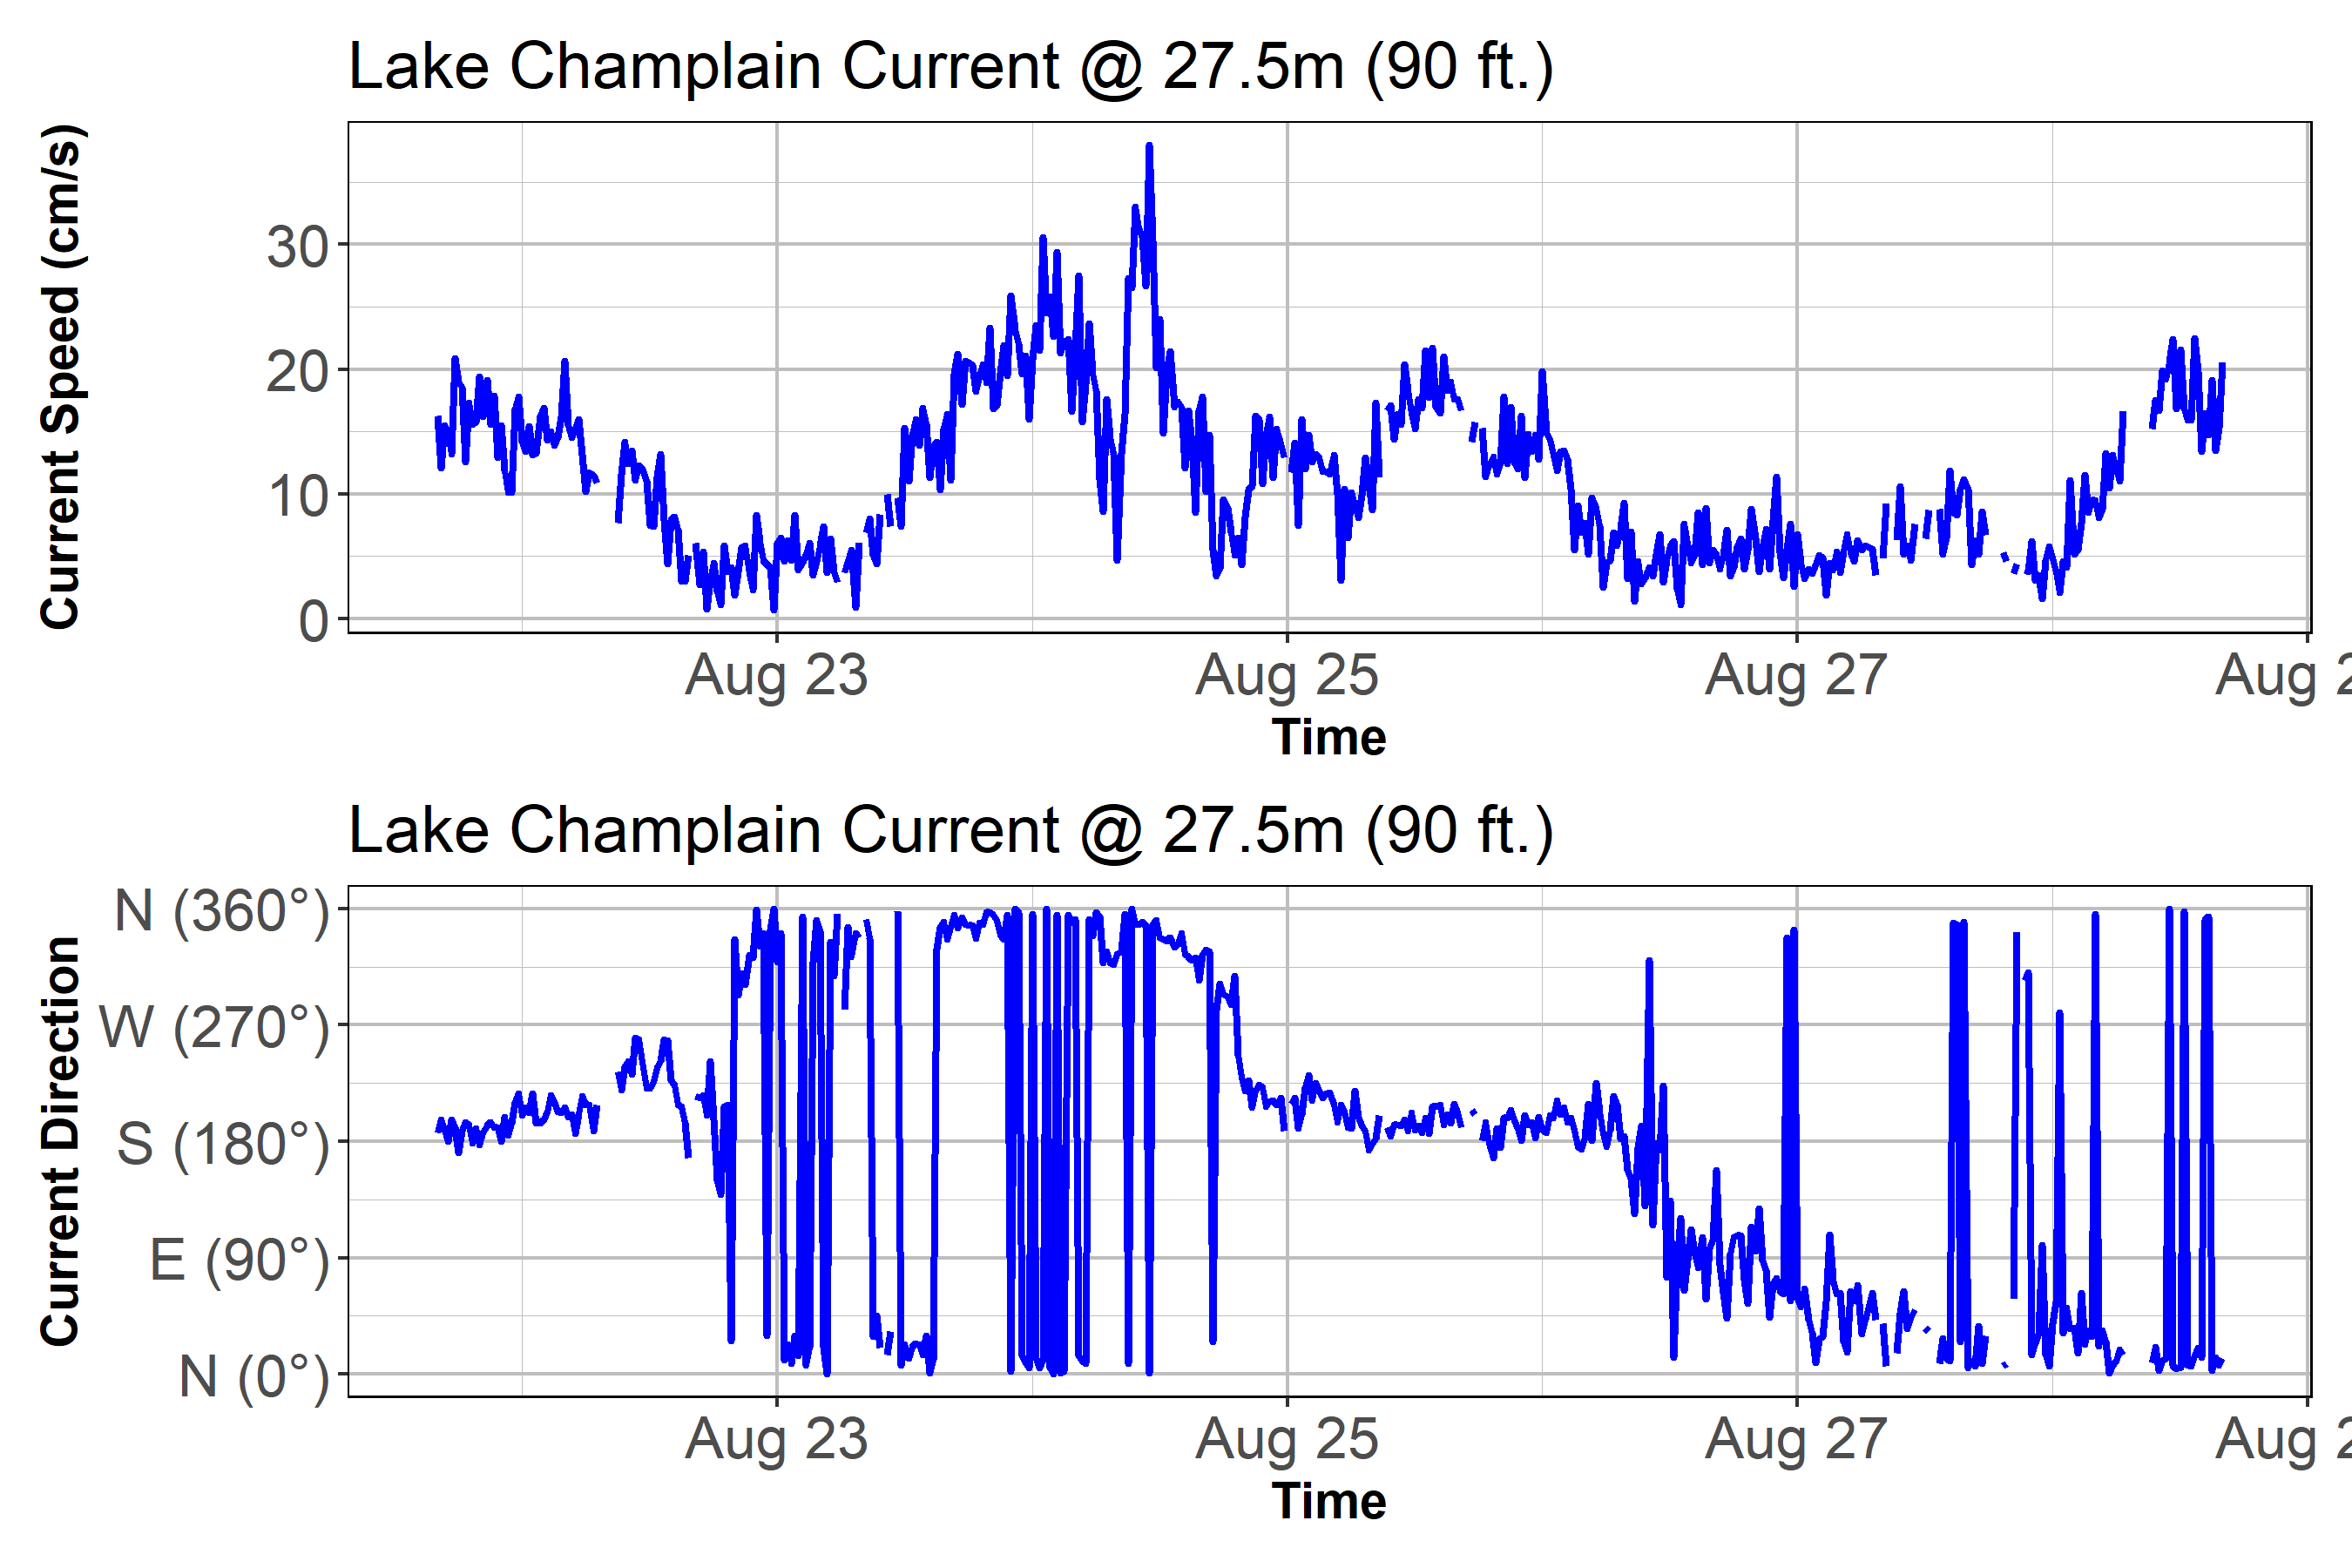 Lake Champlain Current @ 27.5m (90 ft.)
Current Speed (cm/s)
30
20
10
0
Aug 23 Aug 25 Aug 27 Aug 2
Time
Lake Champlain Current @ 27.5m (90 ft.)
Current Direction
N (360°)
W (270°)
S (180°)
E (90°)
N (0°)
Aug 23 Aug 25 Aug 27 Aug 2
Time